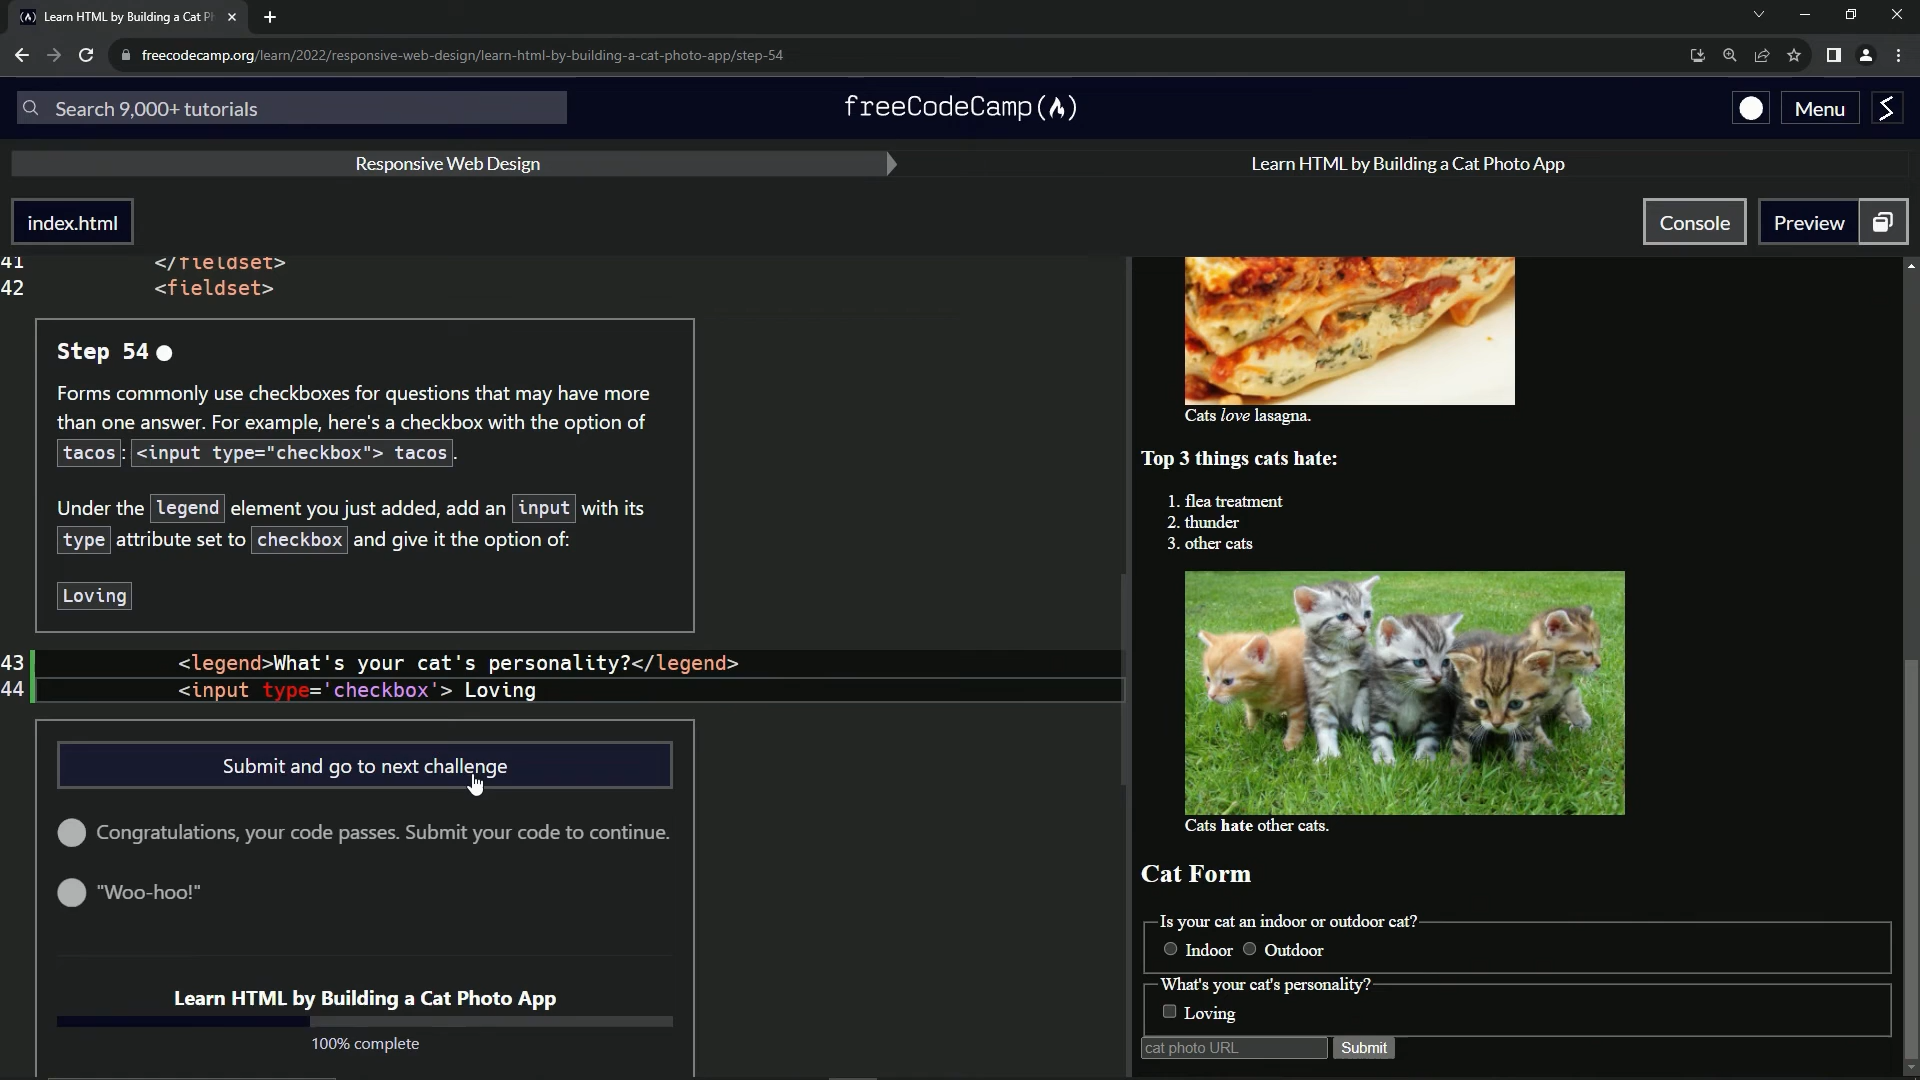 Learn HTML by Building a Cat Ph
freecodecamp.org/learn/2022/responsive-web-design/learn-html-by-building-a-cat-photo-app/step-54
Search 9,000+ tutorials
freeCodeCamp
Menu
Responsive Web Design
Learn HTML by Building a Cat Photo App
index.html
Console
Preview
41 </fieldset>
42 <fieldset>
Step 54
Forms commonly use checkboxes for questions that may have more
than one answer. For example, here's a checkbox with the option of
tacos: <input type="checkbox"> tacos.
Under the legend element you just added, add an input with its
type attribute set to checkbox and give it the option of:
Loving
43 <legend>What's your cat's personality?</legend>
44 <input type='checkbox'> Loving
Submit and go to next challenge
Congratulations, your code passes. Submit your code to continue.
"Woo-hoo!"
Learn HTML by Building a Cat Photo App
100% complete
Cats love lasagna.
Top 3 things cats hate:
1. flea treatment
2. thunder
3. other cats
Cats hate other cats.
Cat Form
Is your cat an indoor or outdoor cat?
Indoor Outdoor
What's your cat's personality?
Loving
cat photo URL Submit